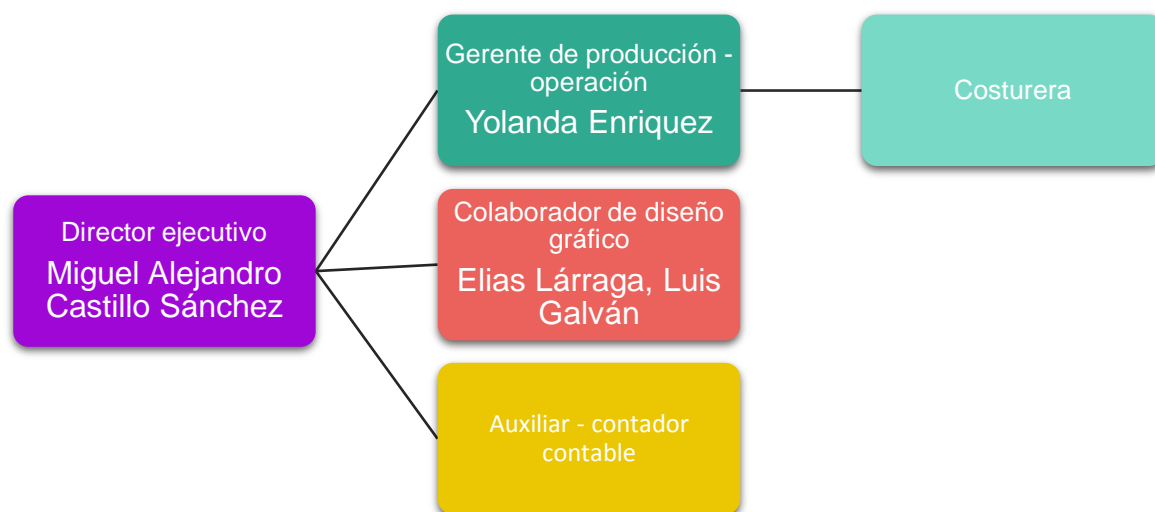 Gerente de producción -
operación
Yolanda Enriquez
Costurera
Director ejecutivo
Miguel Alejandro
Castillo Sánchez
Colaborador de diseño
gráfico
Elias Lárraga, Luis
Galván
Auxiliar - contador
contable